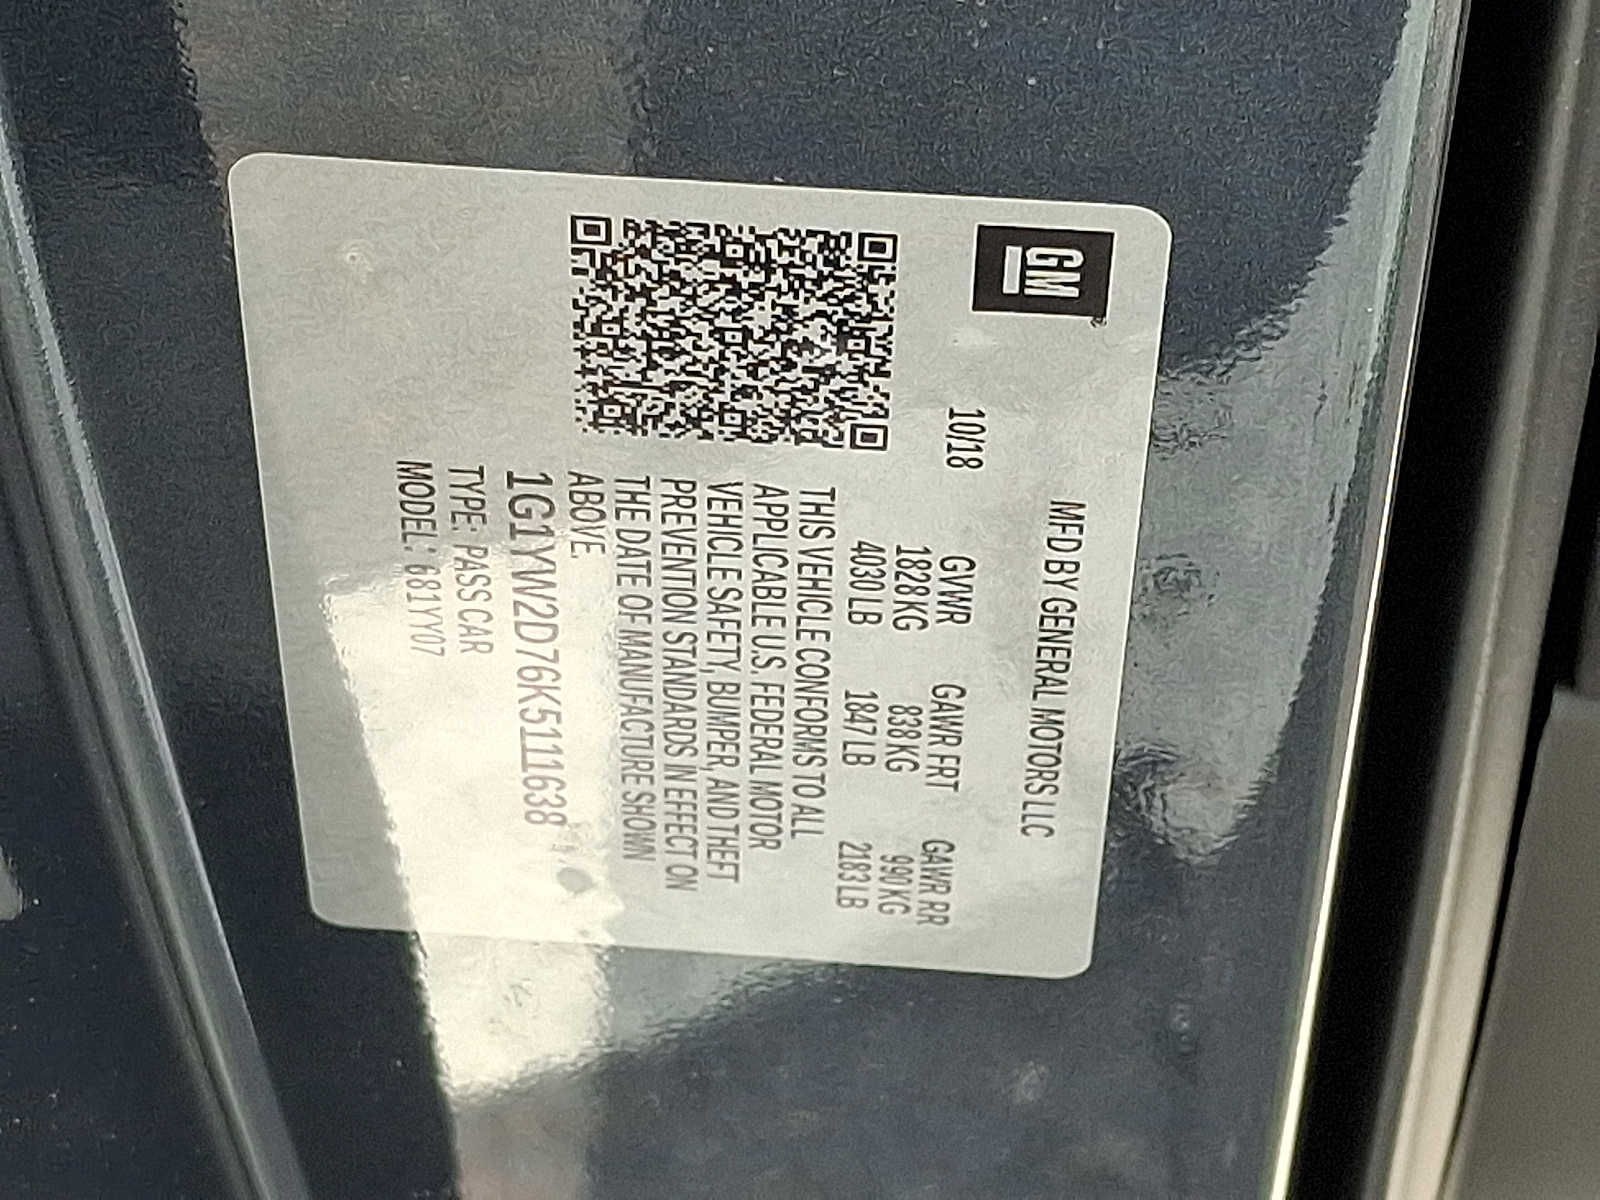 GM
MFD BY GENERAL MOTORS LLC
10/18
GVWR GAWR FRT GAWR RR
1828 KG 838 KG 990 KG
4030 LB 1847 LB 2183 LB
THIS VEHICLE CONFORMS TO ALL
APPLICABLE U.S. FEDERAL MOTOR
VEHICLE SAFETY, BUMPER, AND THEFT
PREVENTION STANDARDS IN EFFECT ON
THE DATE OF MANUFACTURE SHOWN
ABOVE.
1G1YW2D76K5111638
TYPE: PASS CAR
MODEL: 681YY07